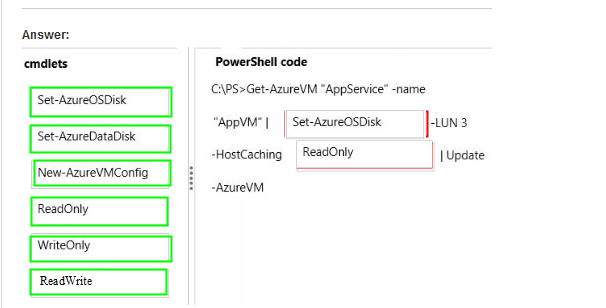 Answer:
cmdlets
Set-AzureOSDisk
Set-AzureDataDisk
New-AzureVMConfig
ReadOnly
WriteOnly
ReadWrite
PowerShell code
C:\PS>Get-AzureVM "AppService" -name
"AppVM" | Set-AzureOSDisk -LUN 3
-HostCaching ReadOnly | Update
-AzureVM